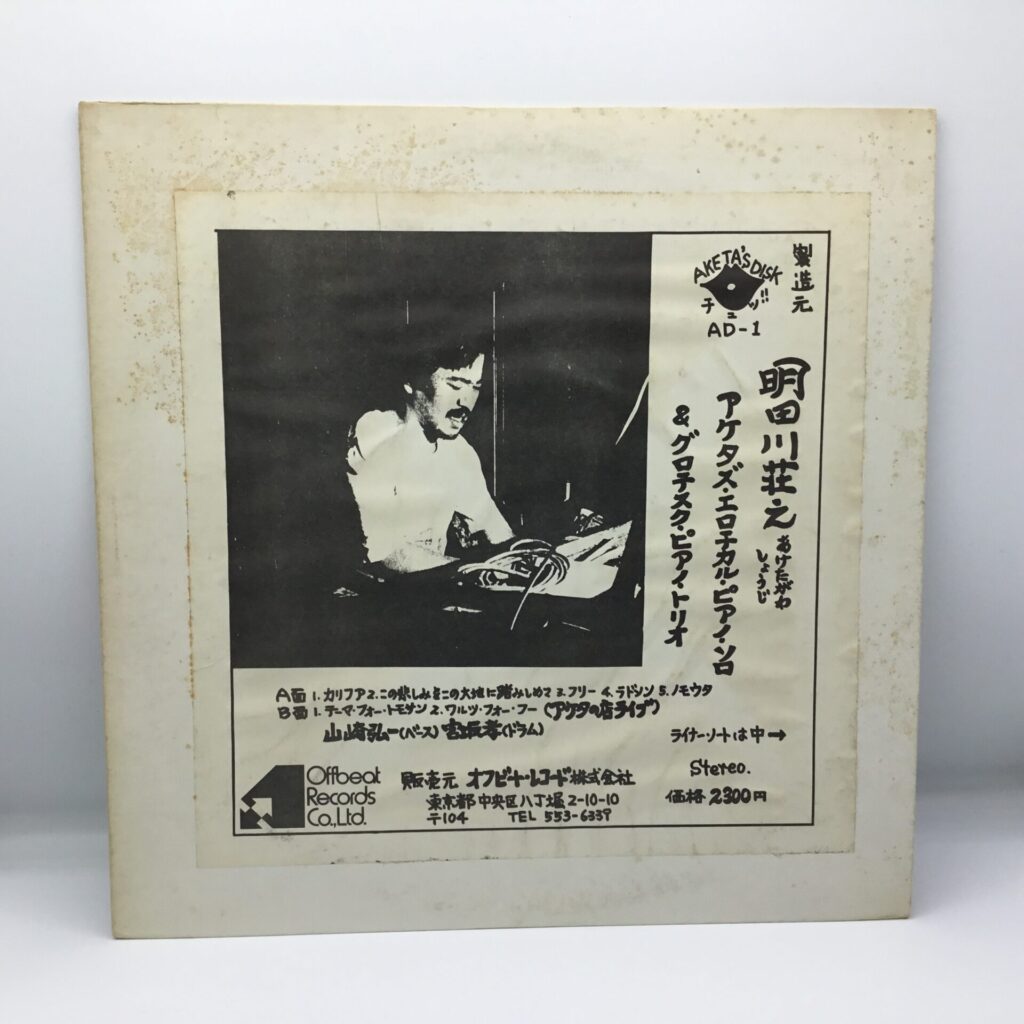 製造元
AKETA'S DISK
チュッ!!
AD-1
明田川荘之
あけたがわ
しょうじ
アケタズ・エロチカル・ピアノ・ソロ
&グロテスク・ピアノ・トリオ
A面 1. カリファ 2. この悲しみをこの大地に踏みしめて 3. フリー 4. ラドンソ 5. ノモウタ
B面 1. テーマ・フォー・トモサン 2. ワルツ・フォー・フー (アケタの店ライブ)
山崎弘一(ベース) 宮坂孝(ドラム)
ライナーノートは中→
Offbeat
Records
Co.,Ltd.
販売元 オフビート・レコード株式会社
東京都中央区八丁堀2-10-10
〒104 TEL 553-6339
Stereo.
価格 2300円